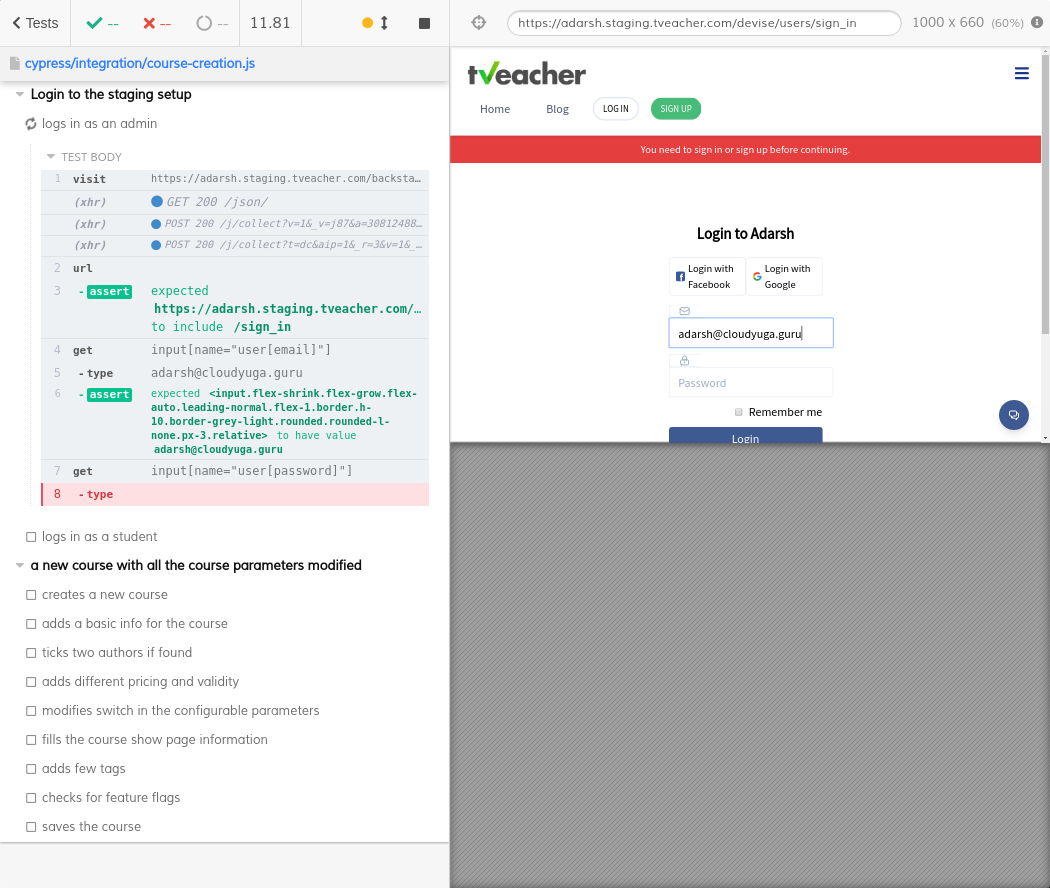 Tests
--
--
--
11.81
https://adarsh.staging.tveacher.com/devise/users/sign_in
1000 x 660 (60%)
cypress/integration/course-creation.js
Login to the staging setup
logs in as an admin
TEST BODY
1 visit https://adarsh.staging.tveacher.com/backsta…
(xhr) GET 200 /json/
(xhr) POST 200 /j/collect?v=1&_v=j87&a=30812488…
(xhr) POST 200 /j/collect?t=dc&aip=1&_r=3&v=1&_…
2 url
3 - assert expected
https://adarsh.staging.tveacher.com/…
to include /sign_in
4 get input[name="user[email]"]
5 - type adarsh@cloudyuga.guru
6 - assert expected <input.flex-shrink.flex-grow.flex-
auto.leading-normal.flex-1.border.h-
10.border-grey-light.rounded.rounded-l-
none.px-3.relative> to have value
adarsh@cloudyuga.guru
7 get input[name="user[password]"]
8 - type
logs in as a student
a new course with all the course parameters modified
creates a new course
adds a basic info for the course
ticks two authors if found
adds different pricing and validity
modifies switch in the configurable parameters
fills the course show page information
adds few tags
checks for feature flags
saves the course
tveacher
Home Blog LOG IN SIGN UP
You need to sign in or sign up before continuing.
Login to Adarsh
Login with
Facebook
Login with
Google
adarsh@cloudyuga.guru
Password
Remember me
Login